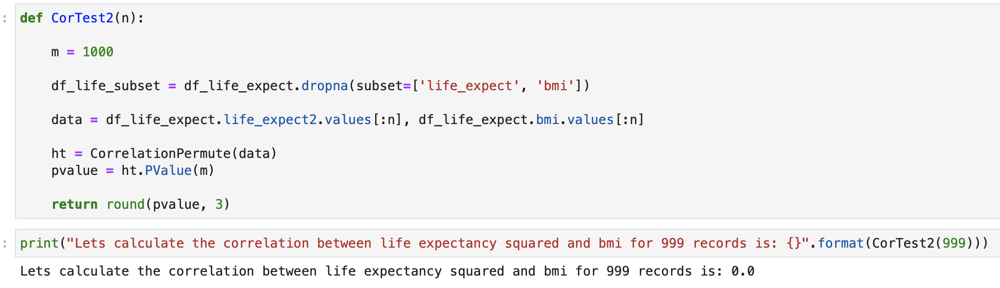 def CorTest2(n):
m = 1000
df_life_subset = df_life_expect.dropna(subset=['life_expect', 'bmi'])
data = df_life_expect.life_expect2.values[:n], df_life_expect.bmi.values[:n]
ht = CorrelationPermute(data)
pvalue = ht.PValue(m)
return round(pvalue, 3)
print("Lets calculate the correlation between life expectancy squared and bmi for 999 records is: {}".format(CorTest2(999)))
Lets calculate the correlation between life expectancy squared and bmi for 999 records is: 0.0